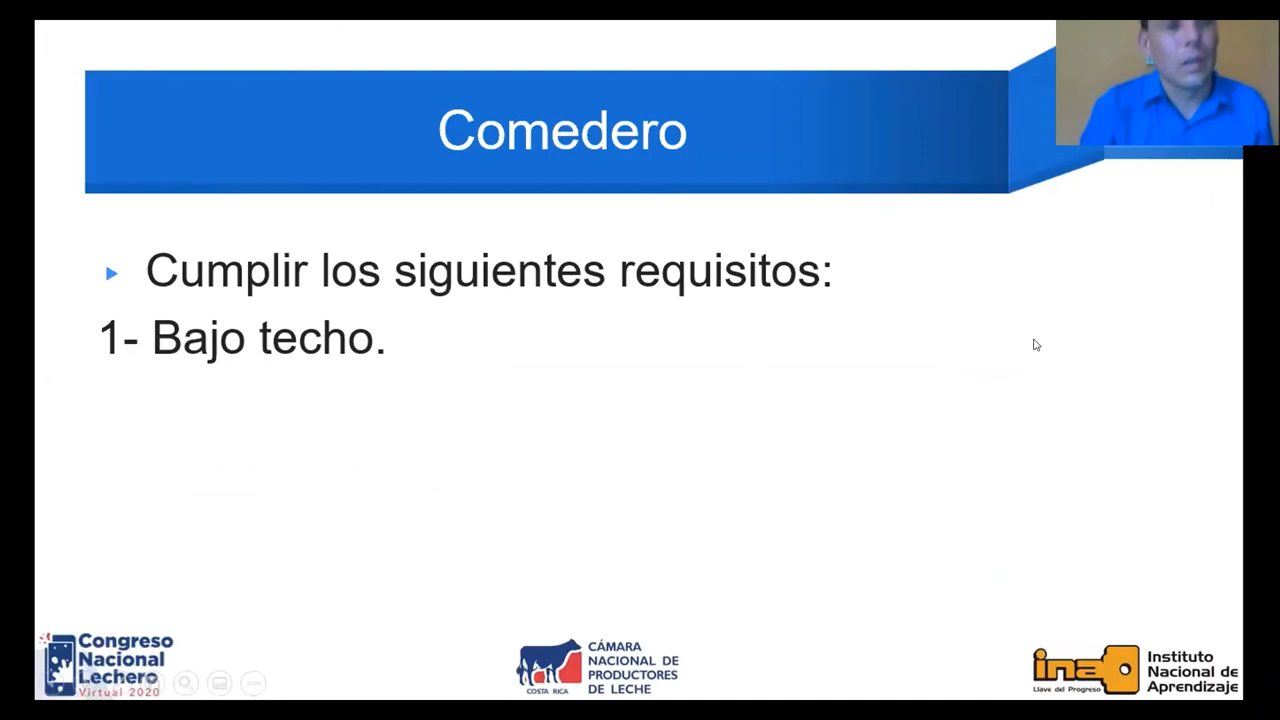 Comedero
Cumplir los siguientes requisitos:
1- Bajo techo.
Congreso
Nacional
Lechero
Virtual 2020
CÁMARA
NACIONAL DE
PRODUCTORES
DE LECHE
COSTA RICA
ina
Llave del Progreso
Instituto
Nacional de
Aprendizaje